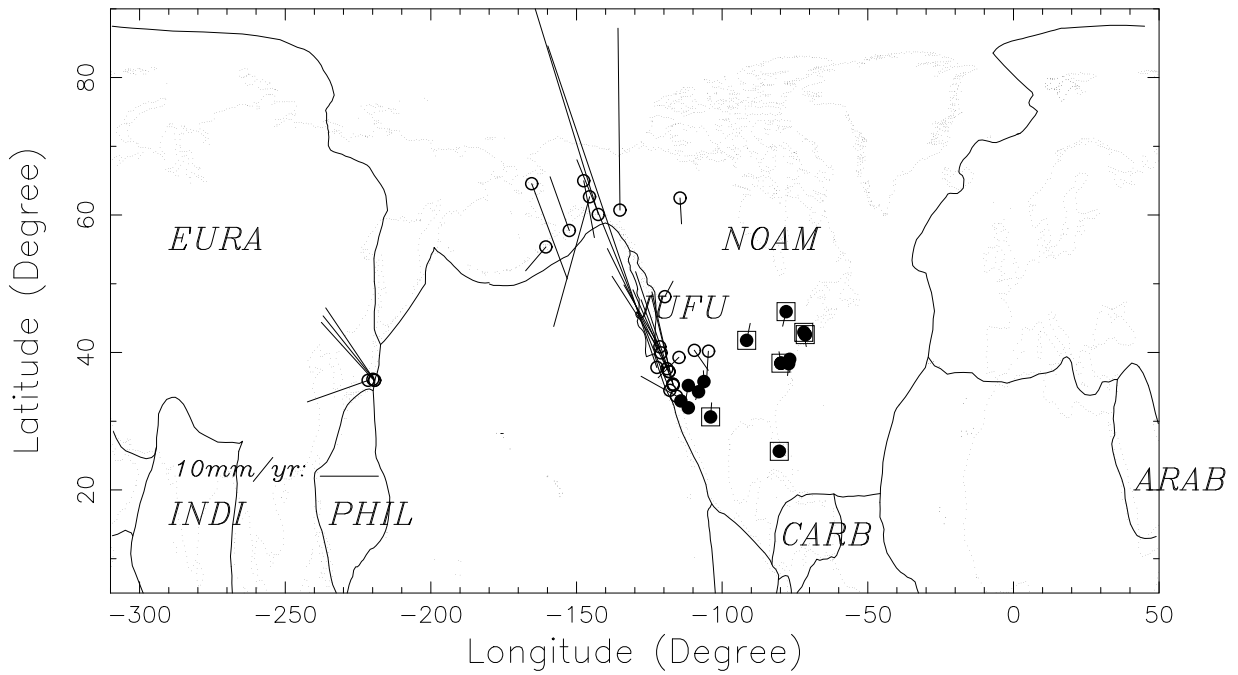 80
60
40
20
Latitude (Degree)
EURA
NOAM
JUFU
10mm/yr:
INDI
PHIL
CARB
ARAB
−300
−250
−200
−150
−100
−50
0
50
Longitude (Degree)